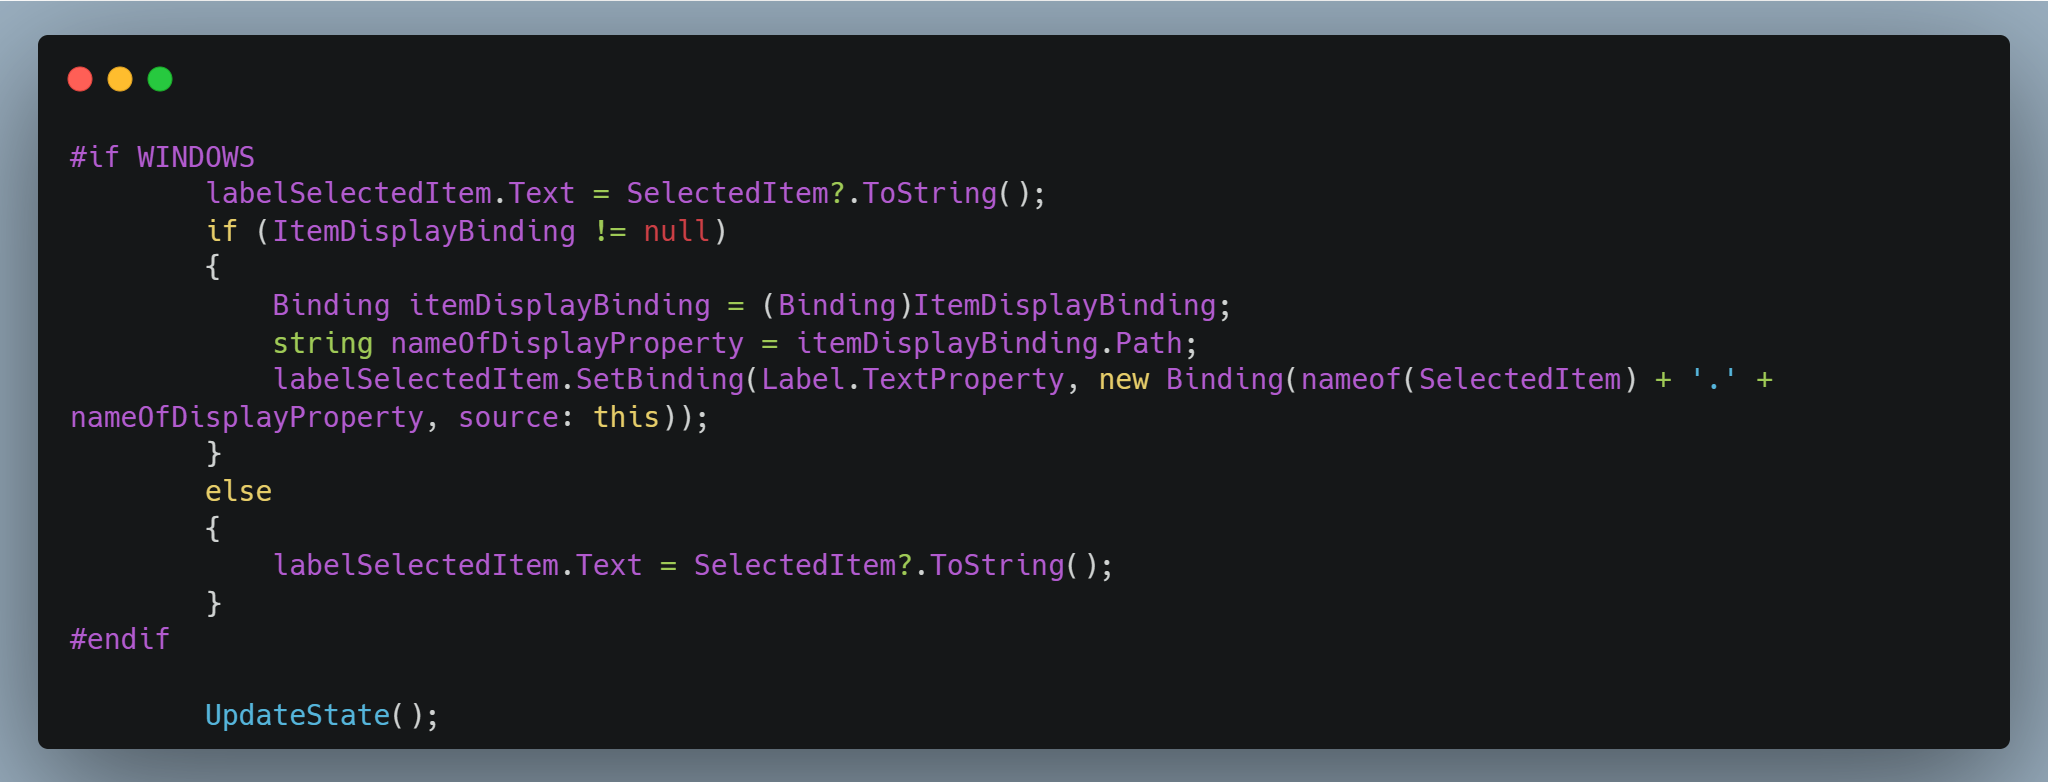 #if WINDOWS
        labelSelectedItem.Text = SelectedItem?.ToString();
        if (ItemDisplayBinding != null)
        {
            Binding itemDisplayBinding = (Binding)ItemDisplayBinding;
            string nameOfDisplayProperty = itemDisplayBinding.Path;
            labelSelectedItem.SetBinding(Label.TextProperty, new Binding(nameof(SelectedItem) + '.' +
nameOfDisplayProperty, source: this));
        }
        else
        {
            labelSelectedItem.Text = SelectedItem?.ToString();
        }
#endif

        UpdateState();